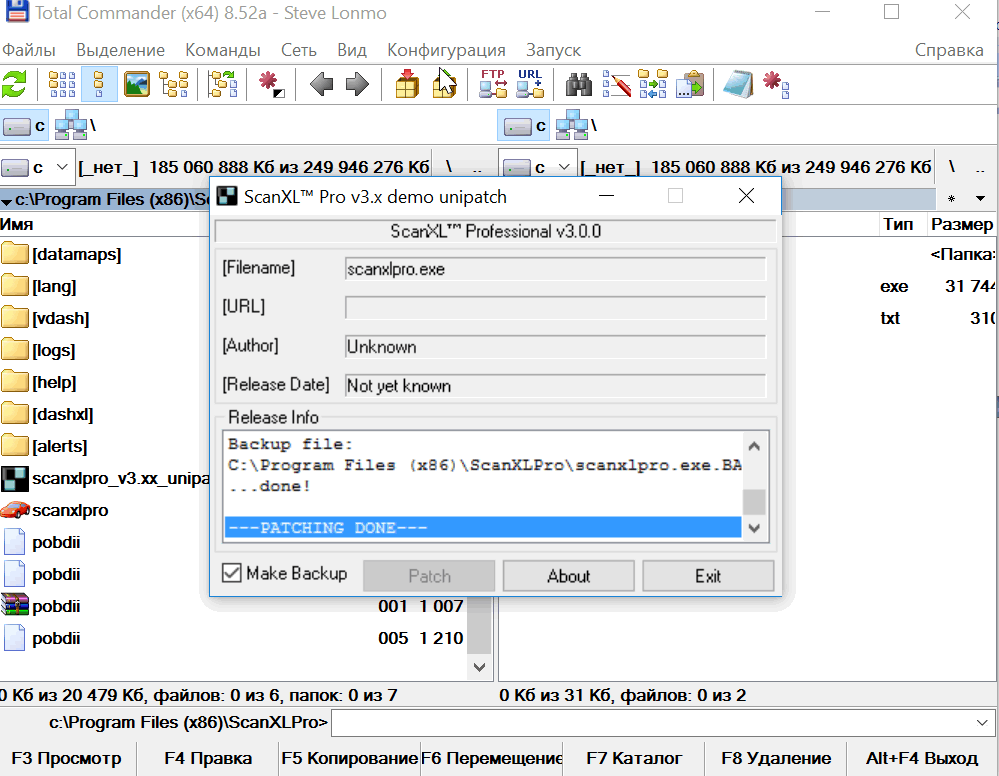 Total Commander (x64) 8.52a - Steve Lonmo
Файлы Выделение Команды Сеть Вид Конфигурация Запуск Справка
FTP URL
c \ c \
c [_нет_] 185 060 888 Кб из 249 946 276 Кб \ .. c [_нет_] 185 060 888 Кб из 249 946 276 Кб \ ..
c:\Program Files (x86)\Sc * 
Имя Тип Размер
[datamaps] <Папка>
[lang] exe 31 744
[vdash] txt 310
[logs]
[help]
[dashxl]
[alerts]
scanxlpro_v3.xx_unipa
scanxlpro
pobdii
pobdii
pobdii 001 1 007
pobdii 005 1 210
ScanXL™ Pro v3.x demo unipatch
ScanXL™ Professional v3.0.0
[Filename] scanxlpro.exe
[URL]
[Author] Unknown
[Release Date] Not yet known
Release Info
Backup file:
C:\Program Files (x86)\ScanXLPro\scanxlpro.exe.BA
...done!
---PATCHING DONE---
Make Backup Patch About Exit
0 Кб из 20 479 Кб, файлов: 0 из 6, папок: 0 из 7 0 Кб из 31 Кб, файлов: 0 из 2
c:\Program Files (x86)\ScanXLPro>
F3 Просмотр F4 Правка F5 Копирование F6 Перемещение F7 Каталог F8 Удаление Alt+F4 Выход